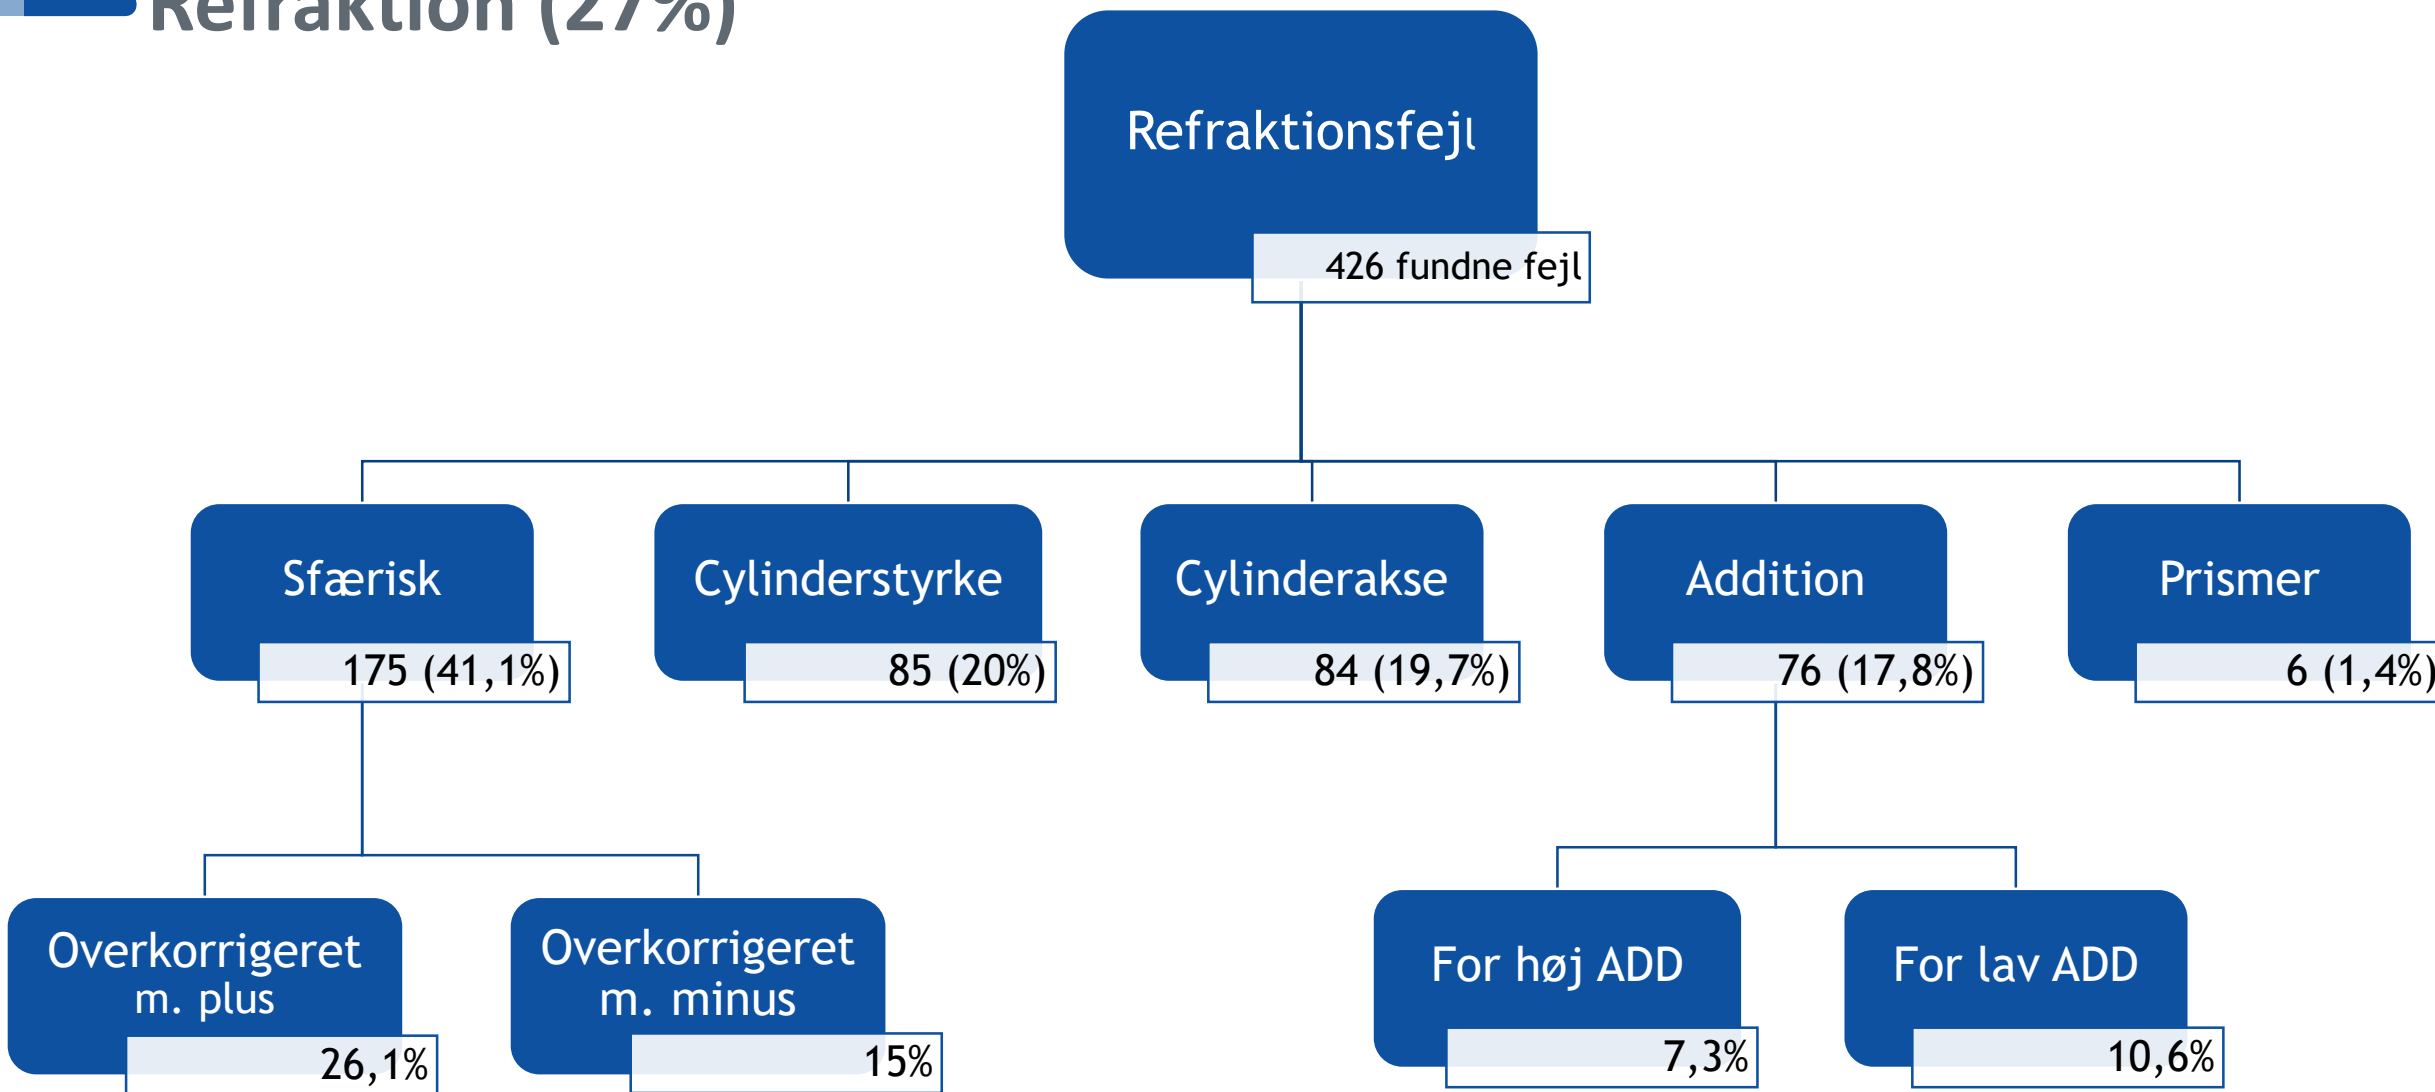 Refraktion (27%)
Refraktionsfejl
426 fundne fejl
Sfærisk
175 (41,1%)
Cylinderstyrke
85 (20%)
Cylinderakse
84 (19,7%)
Addition
76 (17,8%)
Prismer
6 (1,4%)
Overkorrigeret
m. plus
26,1%
Overkorrigeret
m. minus
15%
For høj ADD
7,3%
For lav ADD
10,6%